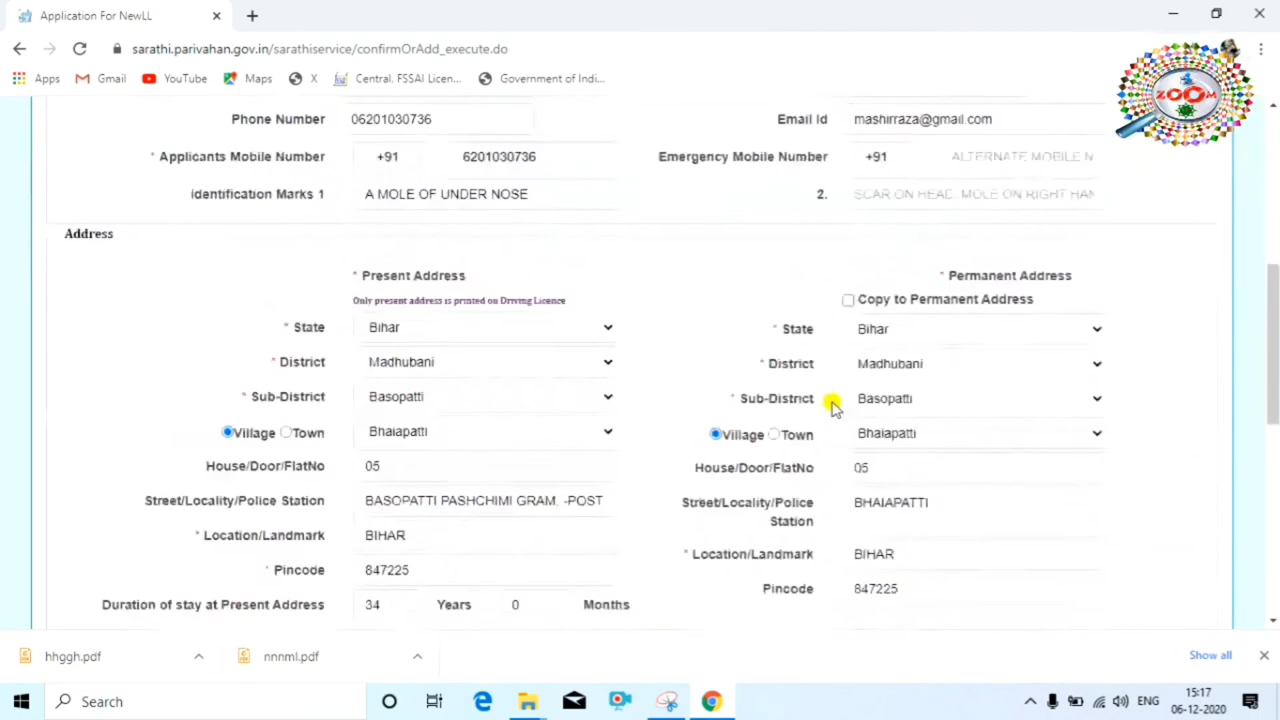 Application For NewLL
sarathi.parivahan.gov.in/sarathiservice/confirmOrAdd_execute.do
Apps Gmail YouTube Maps X Central. FSSAI Licen... Government of Indi...
ZOOM
Phone Number 06201030736 Email Id mashirraza@gmail.com
* Applicants Mobile Number +91 6201030736 Emergency Mobile Number +91 ALTERNATE MOBILE N
Identification Marks 1 A MOLE OF UNDER NOSE 2. SCAR ON HEAD, MOLE ON RIGHT HAN
Address
* Present Address * Permanent Address
Only present address is printed on Driving Licence Copy to Permanent Address
* State Bihar * State Bihar
* District Madhubani * District Madhubani
* Sub-District Basopatti * Sub-District Basopatti
Village Town Bhaiapatti Village Town Bhaiapatti
House/Door/FlatNo 05 House/Door/FlatNo 05
Street/Locality/Police Station BASOPATTI PASHCHIMI GRAM. -POST Street/Locality/Police BHAIAPATTI
Station
* Location/Landmark BIHAR * Location/Landmark BIHAR
* Pincode 847225 Pincode 847225
Duration of stay at Present Address 34 Years 0 Months
hhggh.pdf nnnml.pdf Show all
Search ENG 15:17
06-12-2020